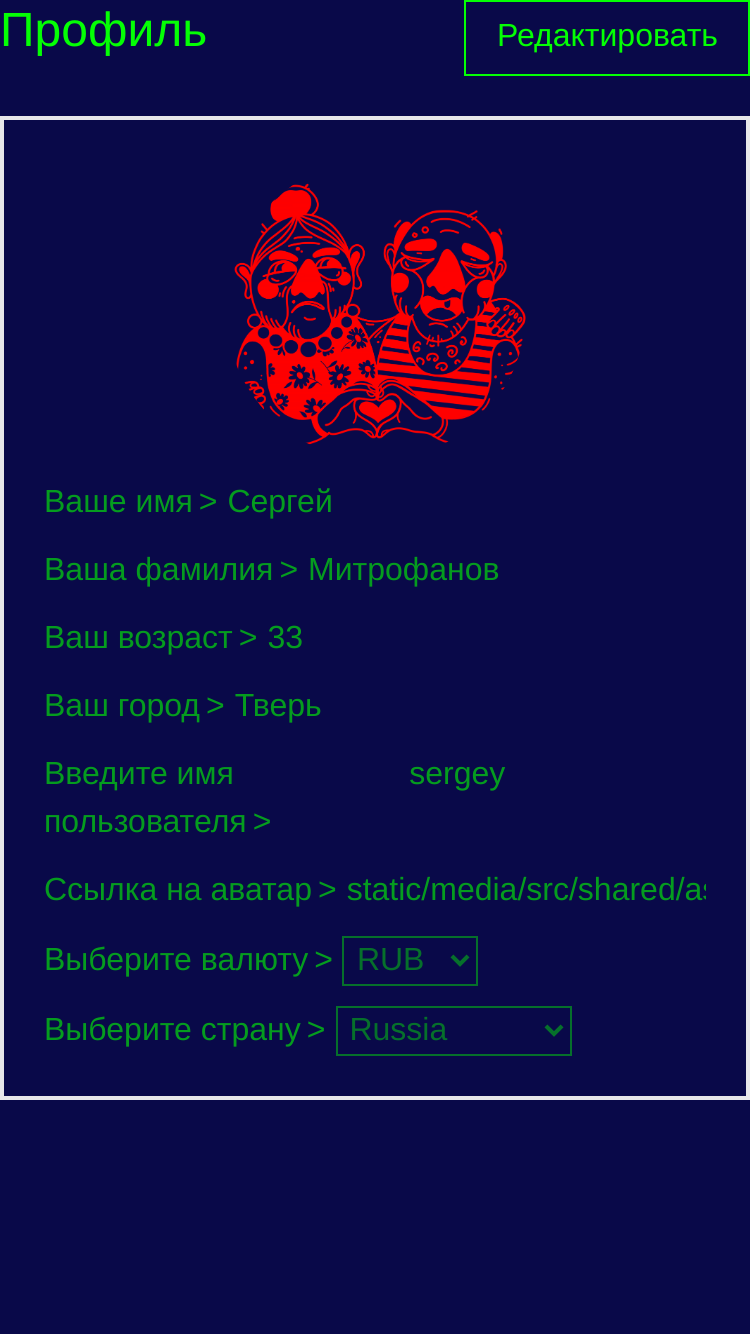 Профиль
Редактировать
Ваше имя > Сергей
Ваша фамилия > Митрофанов
Ваш возраст > 33
Ваш город > Тверь
Введите имя sergey
пользователя >
Ссылка на аватар > static/media/src/shared/as
Выберите валюту > RUB
Выберите страну > Russia